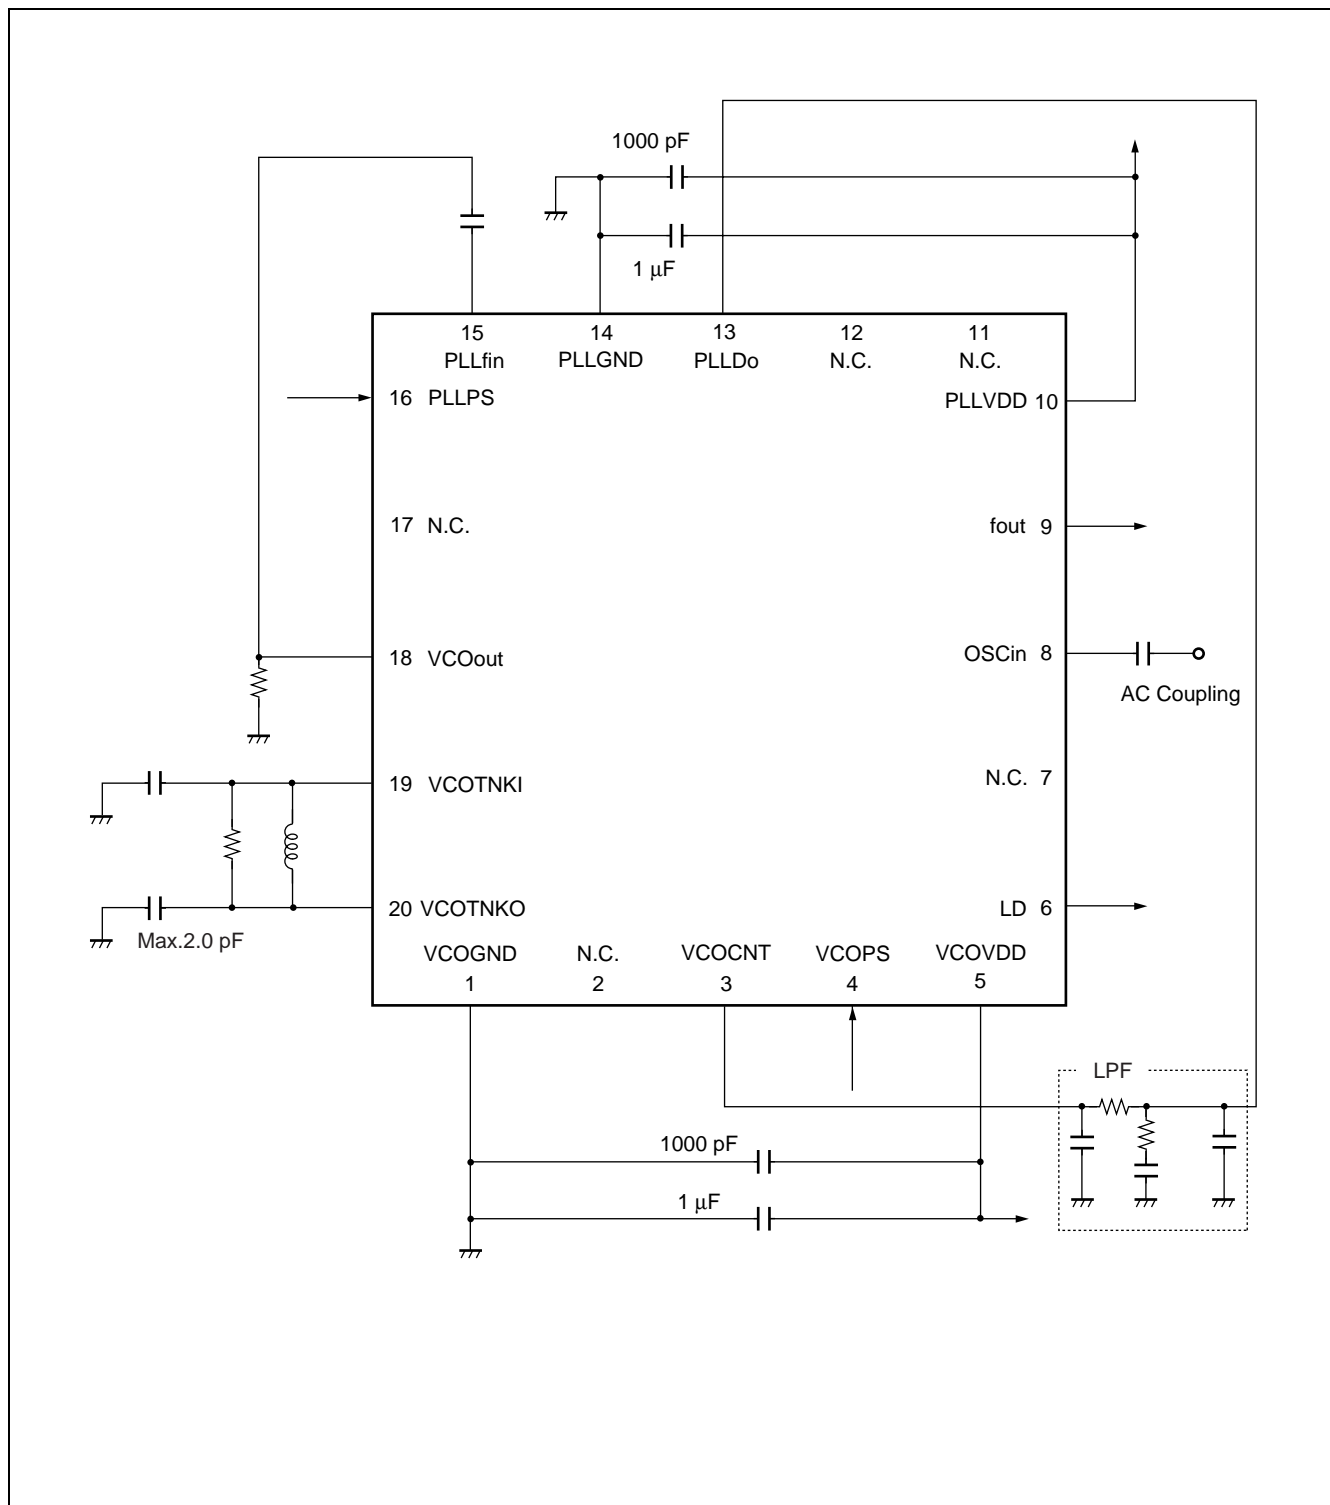 1000 pF
1 μF
15 14 13 12 11
PLLfin PLLGND PLLDo N.C. N.C.
16 PLLPS
PLLVDD 10
17 N.C.
fout 9
18 VCOout
OSCin 8
AC Coupling
19 VCOTNKI
N.C. 7
20 VCOTNKO
LD 6
Max.2.0 pF
VCOGND N.C. VCOCNT VCOPS VCOVDD
1 2 3 4 5
LPF
1000 pF
1 μF